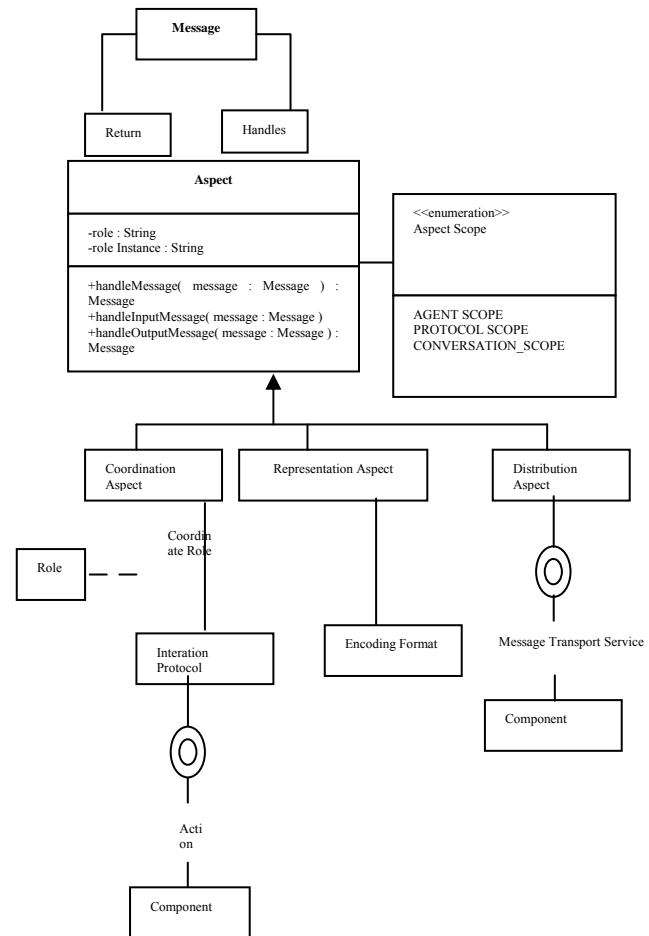 Message
Return
Handles
Aspect
-role : String
-role Instance : String
+handleMessage( message : Message ) :
Message
+handleInputMessage( message : Message )
+handleOutputMessage( message : Message ) :
Message
<<enumeration>>
Aspect Scope
AGENT SCOPE
PROTOCOL SCOPE
CONVERSATION_SCOPE
Coordination
Aspect
Representation Aspect
Distribution
Aspect
Coordin
ate Role
Role
Interation
Protocol
Encoding Format
Message Transport Service
Component
Acti
on
Component